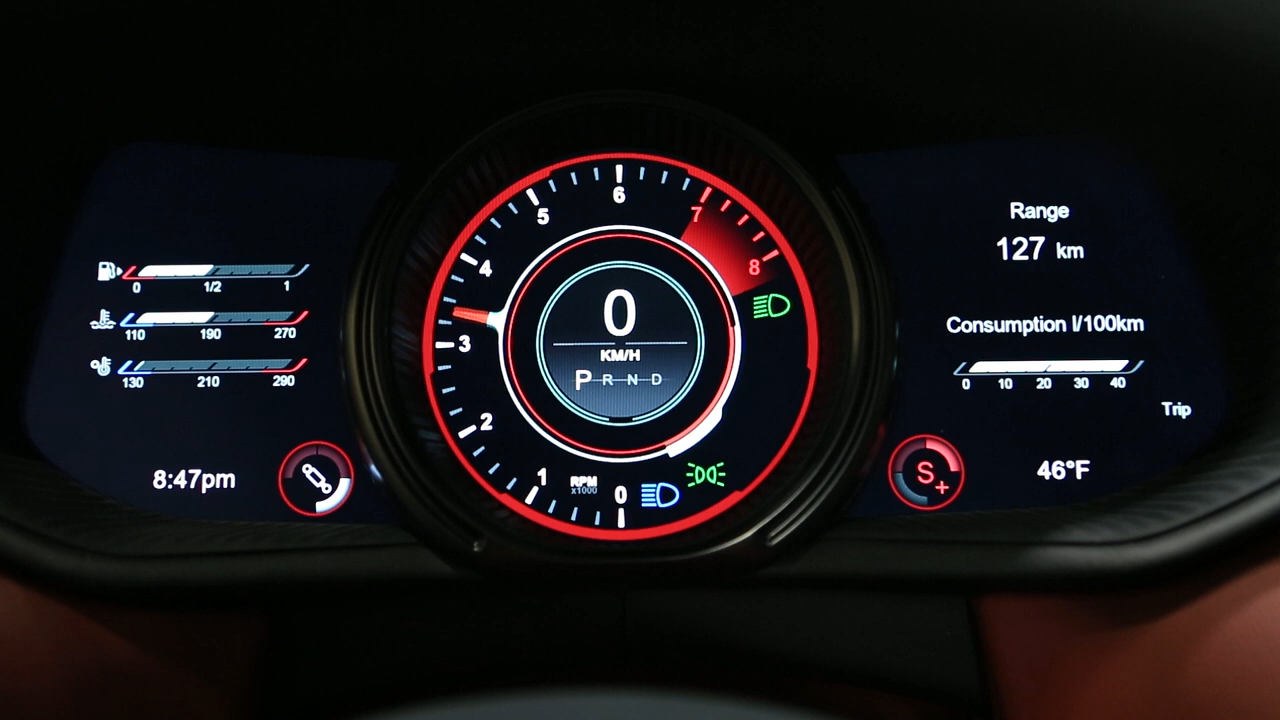 0 1/2 1
110 190 270
130 210 290
8:47pm
6
5
7
4
8
3
2
1
RPM
x1000
0
0
KM/H
P R N D
Range
127 km
Consumption l/100km
0 10 20 30 40
Trip
S+
46°F